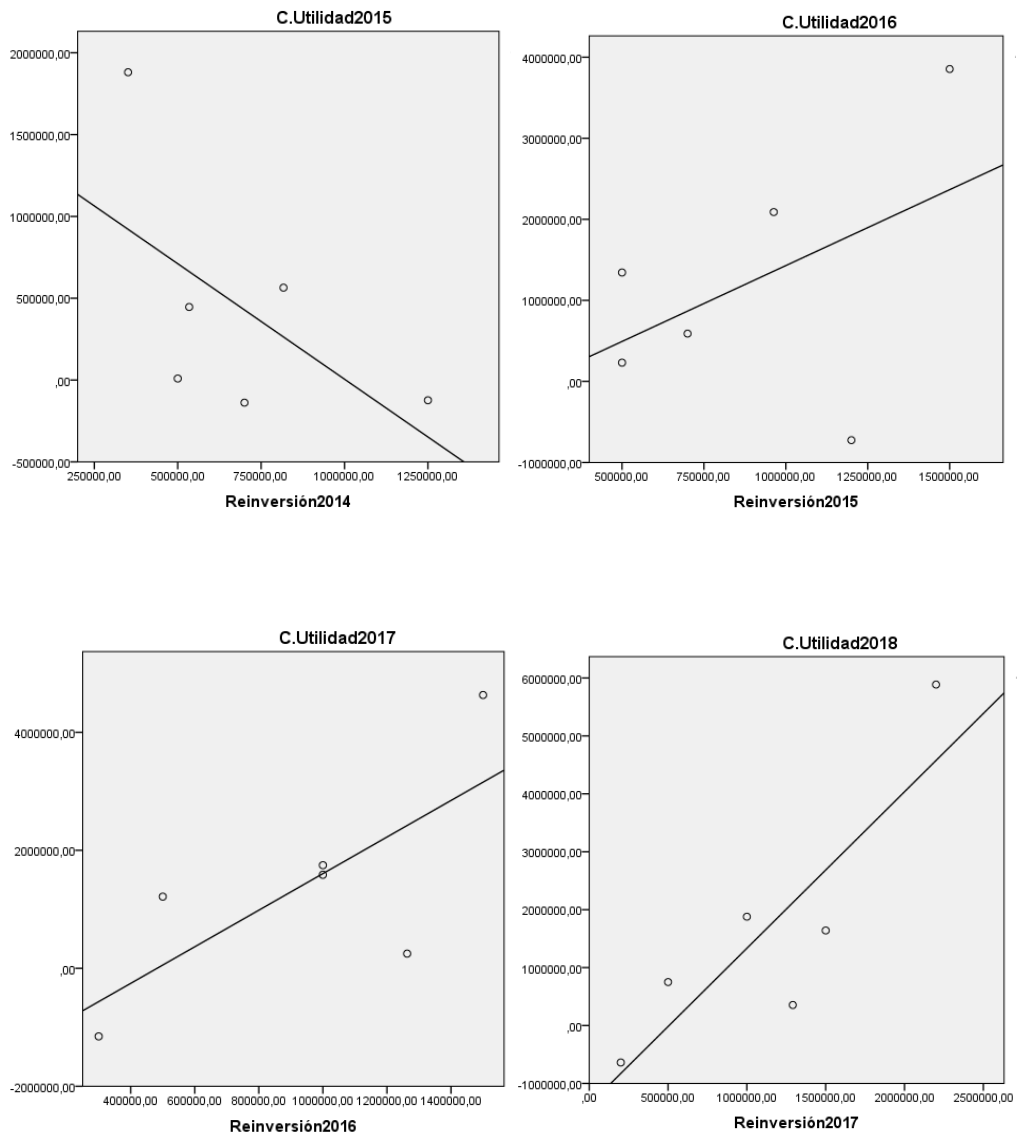 C.Utilidad2015
2000000,00
1500000,00
1000000,00
500000,00
,00
-500000,00
250000,00 500000,00 750000,00 1000000,00 1250000,00
Reinversión2014
C.Utilidad2016
4000000,00
3000000,00
2000000,00
1000000,00
,00
-1000000,00
500000,00 750000,00 1000000,00 1250000,00 1500000,00
Reinversión2015
C.Utilidad2017
4000000,00
2000000,00
,00
-2000000,00
400000,00 600000,00 800000,00 1000000,00 1200000,00 1400000,00
Reinversión2016
C.Utilidad2018
6000000,00
5000000,00
4000000,00
3000000,00
2000000,00
1000000,00
,00
-1000000,00
,00 500000,00 1000000,00 1500000,00 2000000,00 2500000,00
Reinversión2017